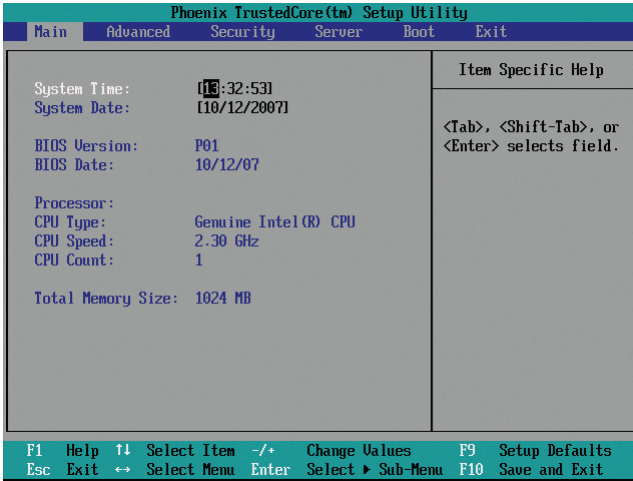 Phoenix TrustedCore(tm) Setup Utility
Main Advanced Security Server Boot Exit
Item Specific Help
System Time: [13:32:53]
System Date: [10/12/2007]
<Tab>, <Shift-Tab>, or
<Enter> selects field.
BIOS Version: P01
BIOS Date: 10/12/07
Processor:
CPU Type: Genuine Intel(R) CPU
CPU Speed: 2.30 GHz
CPU Count: 1
Total Memory Size: 1024 MB
F1 Help ↑↓ Select Item -/+ Change Values F9 Setup Defaults
Esc Exit ↔ Select Menu Enter Select ▶ Sub-Menu F10 Save and Exit